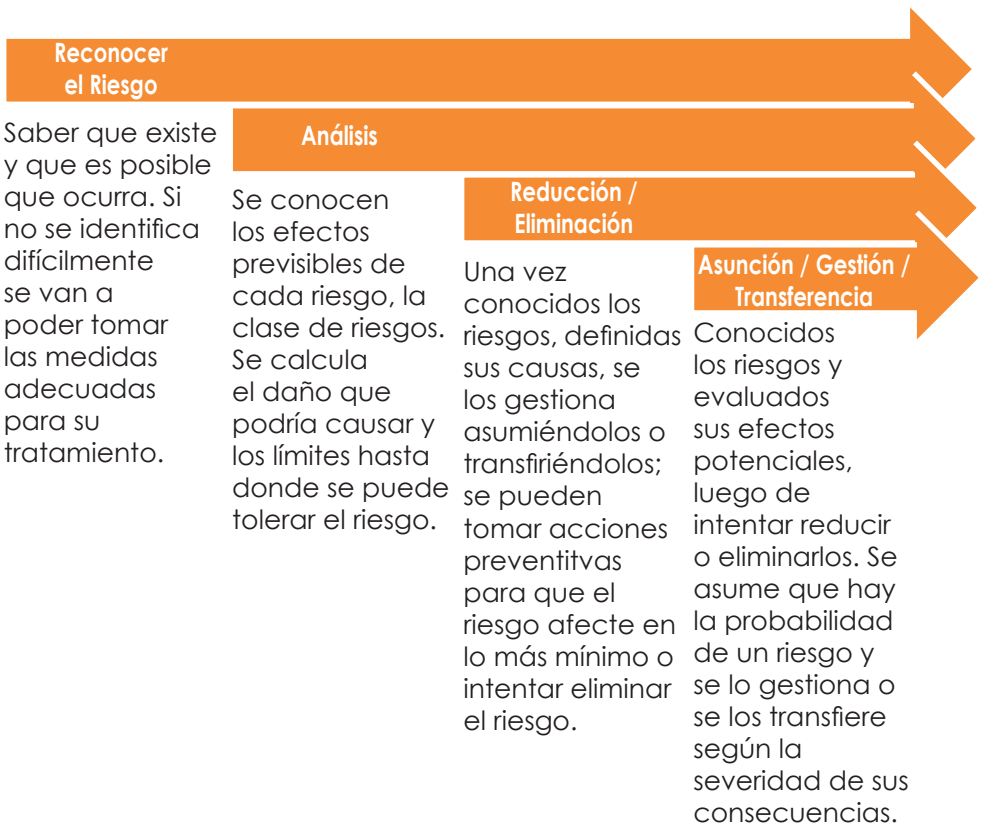 Reconocer
el Riesgo
Saber que existe
y que es posible
que ocurra. Si
no se identifica
difícilmente
se van a
poder tomar
las medidas
adecuadas
para su
tratamiento.
Análisis
Se conocen
los efectos
previsibles de
cada riesgo, la
clase de riesgos.
Se calcula
el daño que
podría causar y
los límites hasta
donde se puede
tolerar el riesgo.
Reducción /
Eliminación
Una vez
conocidos los
riesgos, definidas
sus causas, se
los gestiona
asumiéndolos o
transfiriéndolos;
se pueden
tomar acciones
preventitvas
para que el
riesgo afecte en
lo más mínimo o
intentar eliminar
el riesgo.
Asunción / Gestión /
Transferencia
Conocidos
los riesgos y
evaluados
sus efectos
potenciales,
luego de
intentar reducir
o eliminarlos. Se
asume que hay
la probabilidad
de un riesgo y
se lo gestiona o
se los transfiere
según la
severidad de sus
consecuencias.